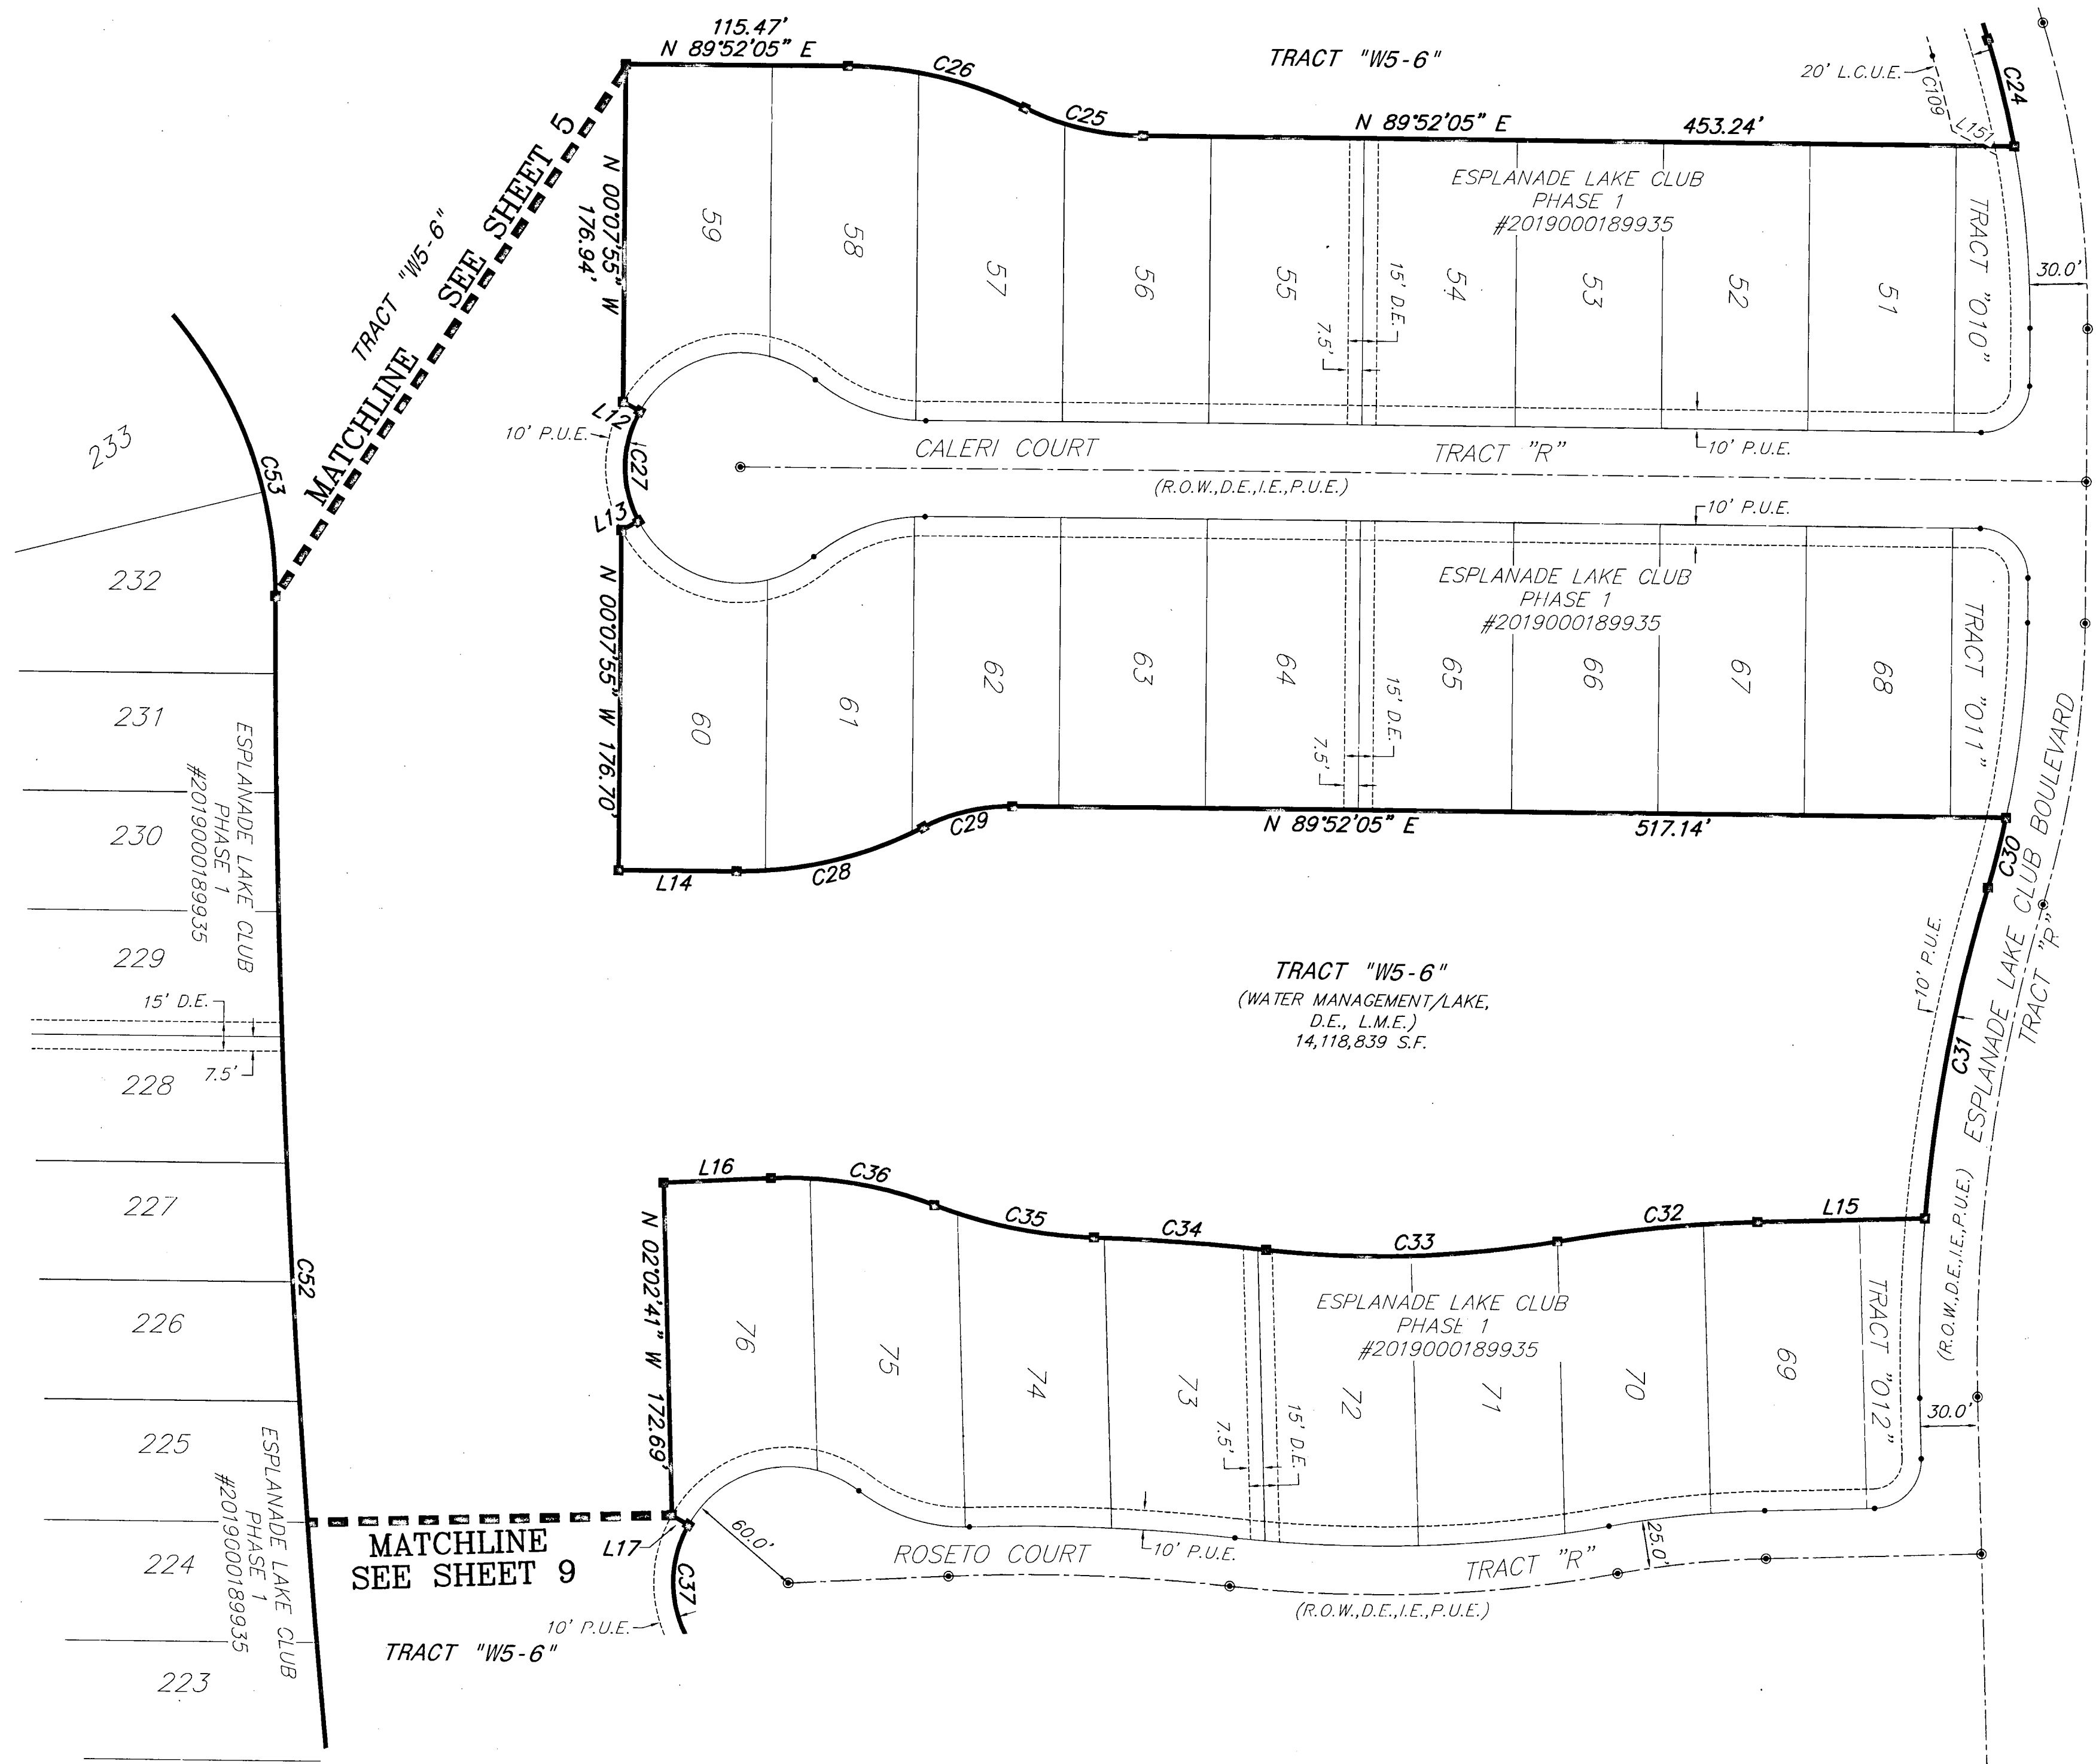 115.47'
N 89°52'05" E
C26
TRACT "W5-6"
20' L.C.U.E.
C109
C24
L151
C25
N 89°52'05" E
453.24'
MATCHLINE SEE SHEET 5
TRACT "W5-6"
N 00°07'55" W
176.94'
59
58
57
56
55
15' D.E.
7.5'
54
53
52
51
ESPLANADE LAKE CLUB
PHASE 1
#2019000189935
TRACT "010"
30.0'
L12
10' P.U.E.
C27
L13
CALERI COURT
TRACT "R"
10' P.U.E.
(R.O.W.,D.E.,I.E.,P.U.E.)
10' P.U.E.
233
C53
232
231
230
229
ESPLANADE LAKE CLUB
PHASE 1
#2019000189935
15' D.E.
7.5'
228
227
C52
226
225
224
223
ESPLANADE LAKE CLUB
PHASE 1
#2019000189935
N 00°07'55" W 176.70'
60
61
62
63
64
15' D.E.
7.5'
65
66
67
68
ESPLANADE LAKE CLUB
PHASE 1
#2019000189935
TRACT "011"
L14
C28
C29
N 89°52'05" E
517.14'
C30
10' P.U.E.
C31
ESPLANADE LAKE CLUB BOULEVARD
TRACT "R"
(R.O.W.,D.E.,I.E.,P.U.E.)
TRACT "W5-6"
(WATER MANAGEMENT/LAKE,
D.E., L.M.E.)
14,118,839 S.F.
L16
C36
C35
C34
C33
C32
L15
N 02°02'41" W 172.69'
76
75
74
73
7.5'
15' D.E.
72
71
70
69
ESPLANADE LAKE CLUB
PHASE 1
#2019000189935
TRACT "012"
30.0'
MATCHLINE
SEE SHEET 9
L17
C37
60.0'
10' P.U.E.
TRACT "W5-6"
ROSETO COURT
10' P.U.E.
TRACT "R"
25.0'
(R.O.W.,D.E.,I.E.,P.U.E.)